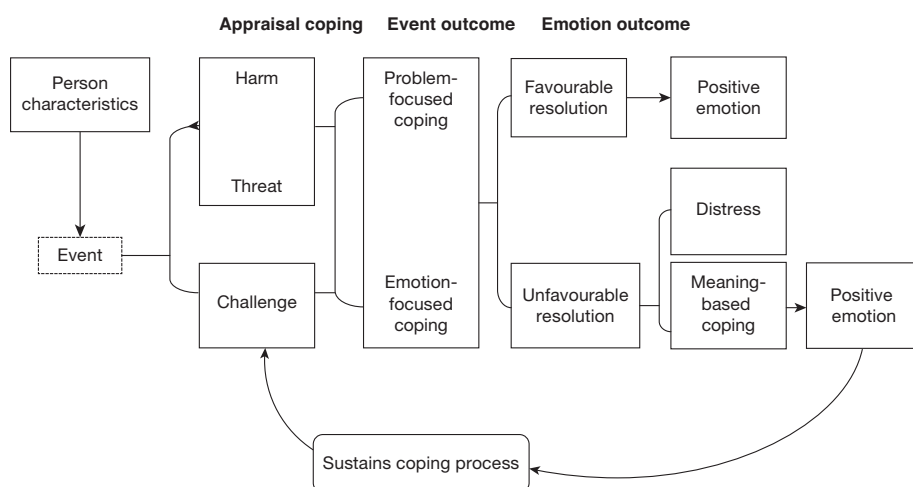 Appraisal coping Event outcome Emotion outcome
Person
characteristics
Event
Harm
Threat
Challenge
Problem-
focused
coping
Emotion-
focused
coping
Favourable
resolution
Unfavourable
resolution
Positive
emotion
Distress
Meaning-
based
coping
Positive
emotion
Sustains coping process